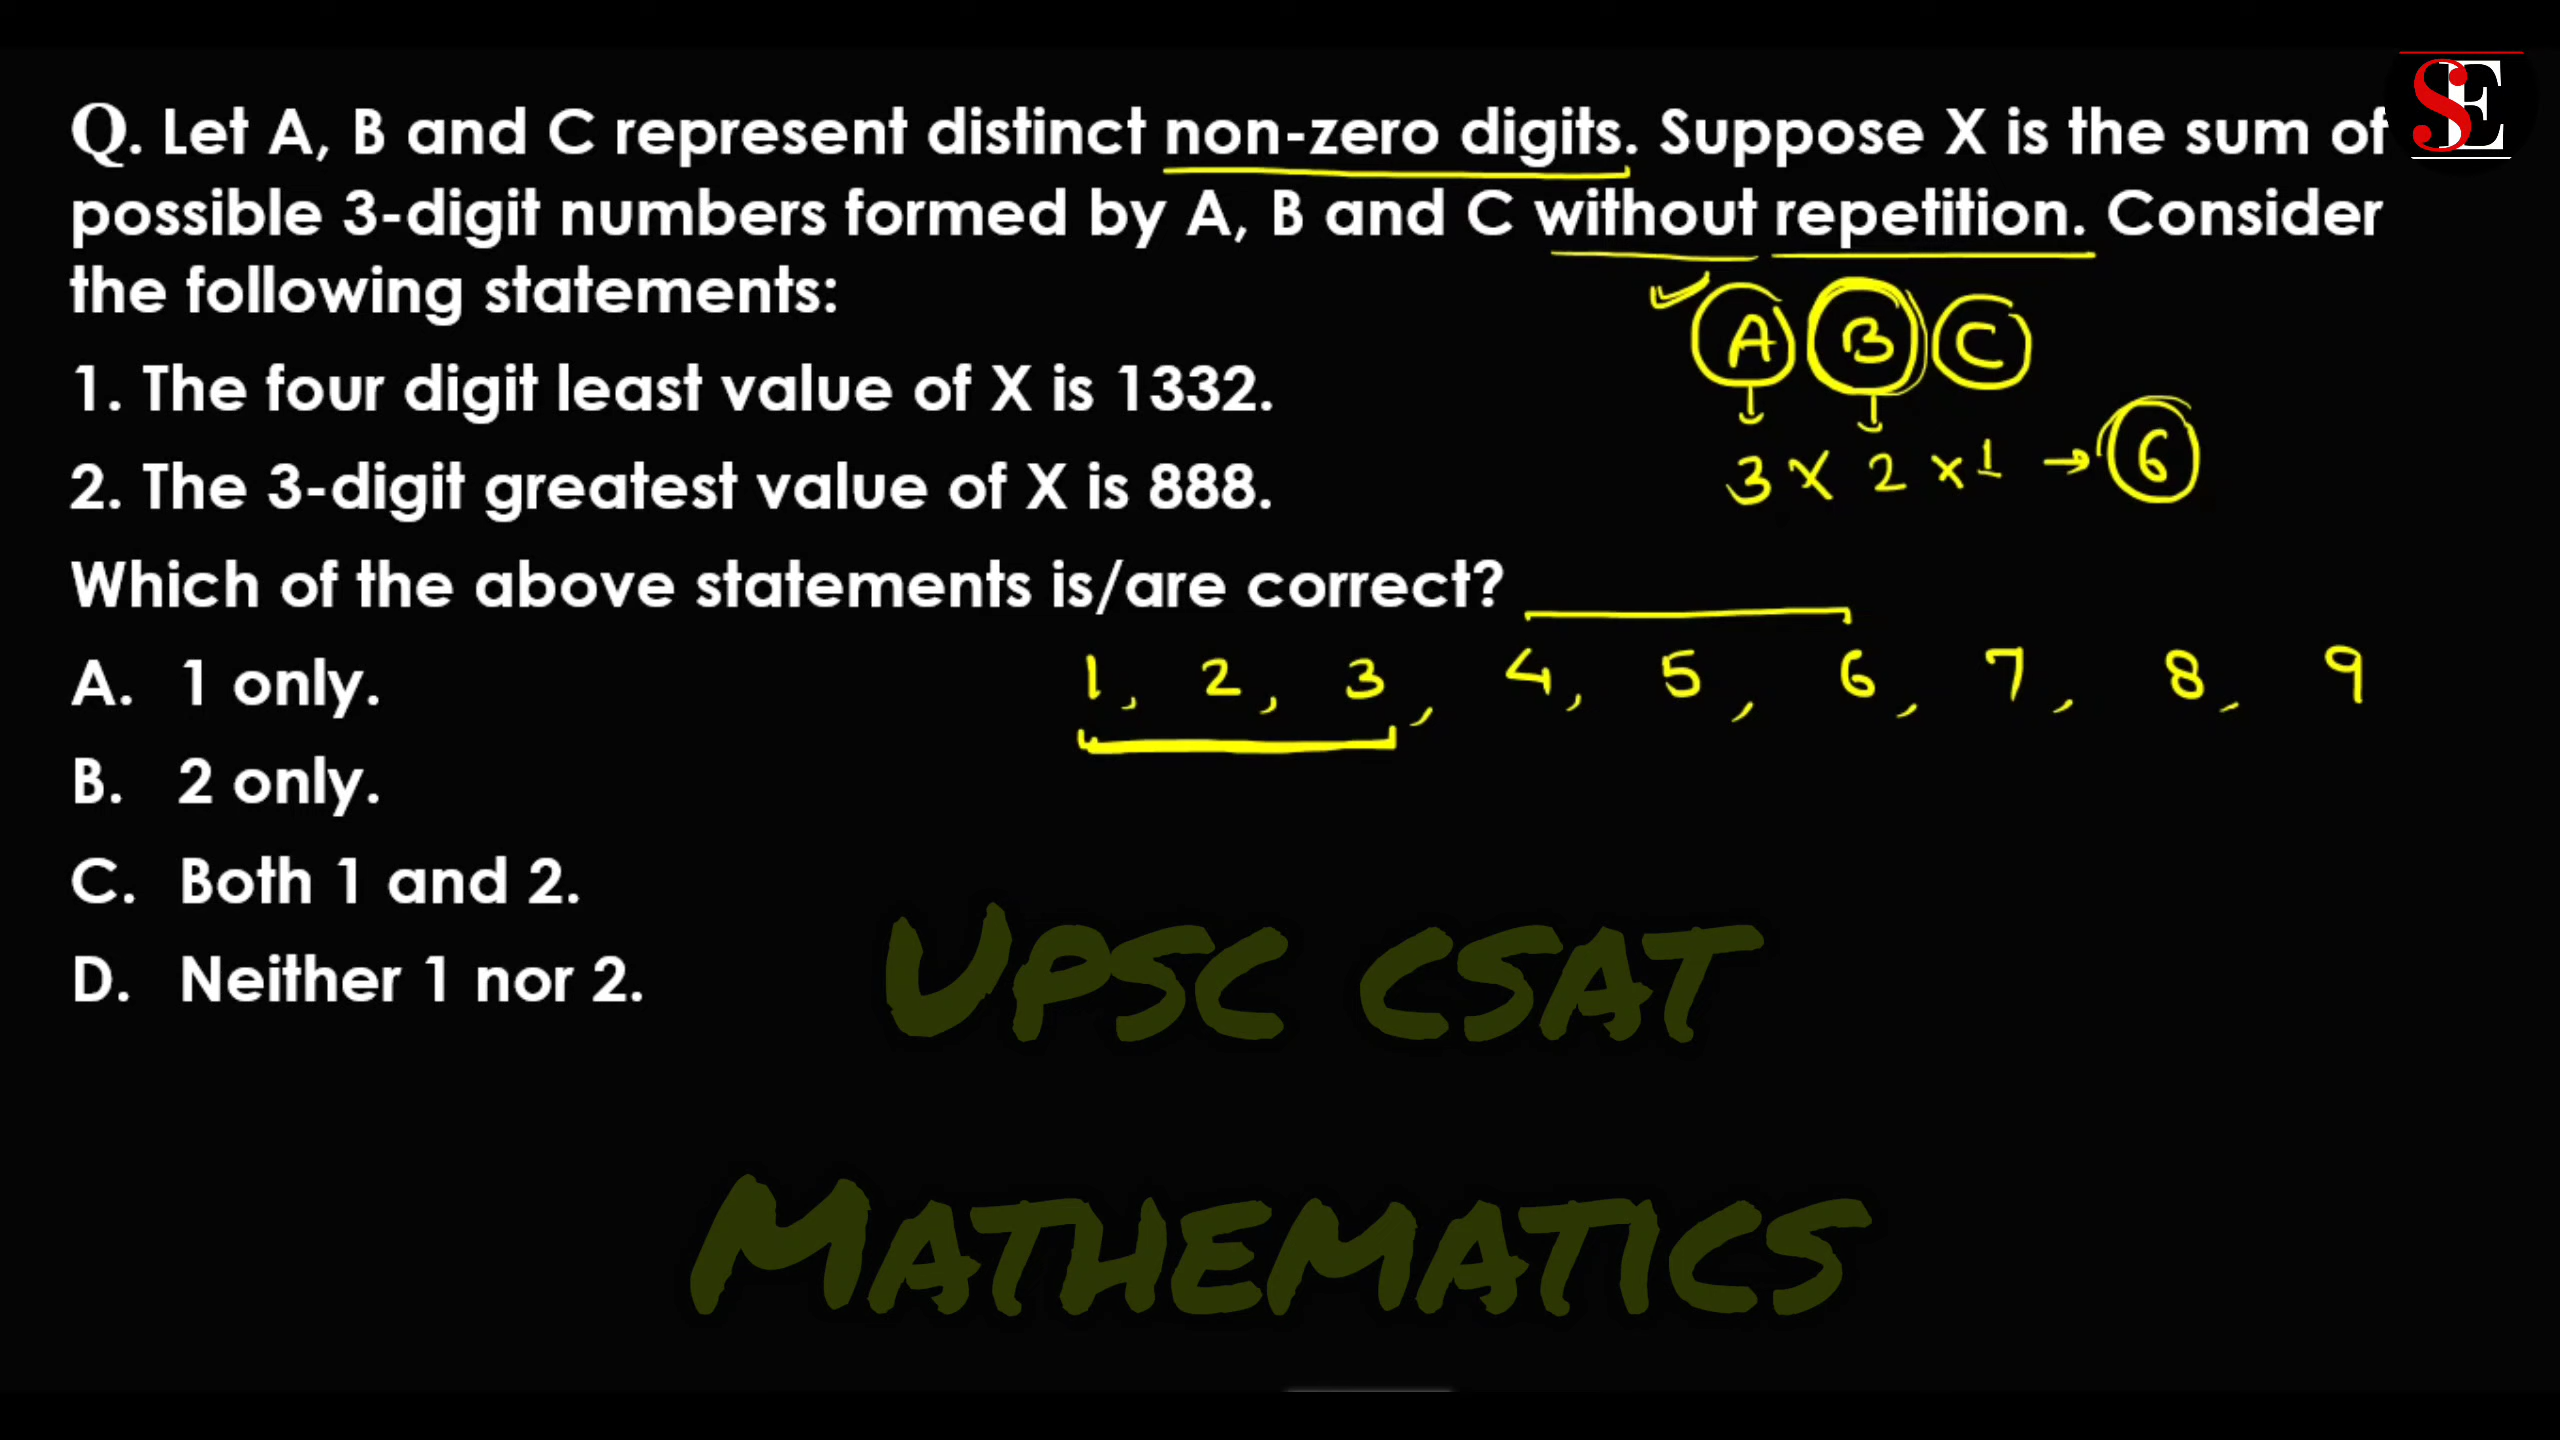 SE
Q. Let A, B and C represent distinct non-zero digits. Suppose X is the sum of
possible 3-digit numbers formed by A, B and C without repetition. Consider
the following statements:
A B C
1. The four digit least value of X is 1332.
3 x 2 x 1 → 6
2. The 3-digit greatest value of X is 888.
Which of the above statements is/are correct?
1, 2, 3, 4, 5, 6, 7, 8, 9
A. 1 only.
B. 2 only.
C. Both 1 and 2.
D. Neither 1 nor 2.
UPSC CSAT
MATHEMATICS